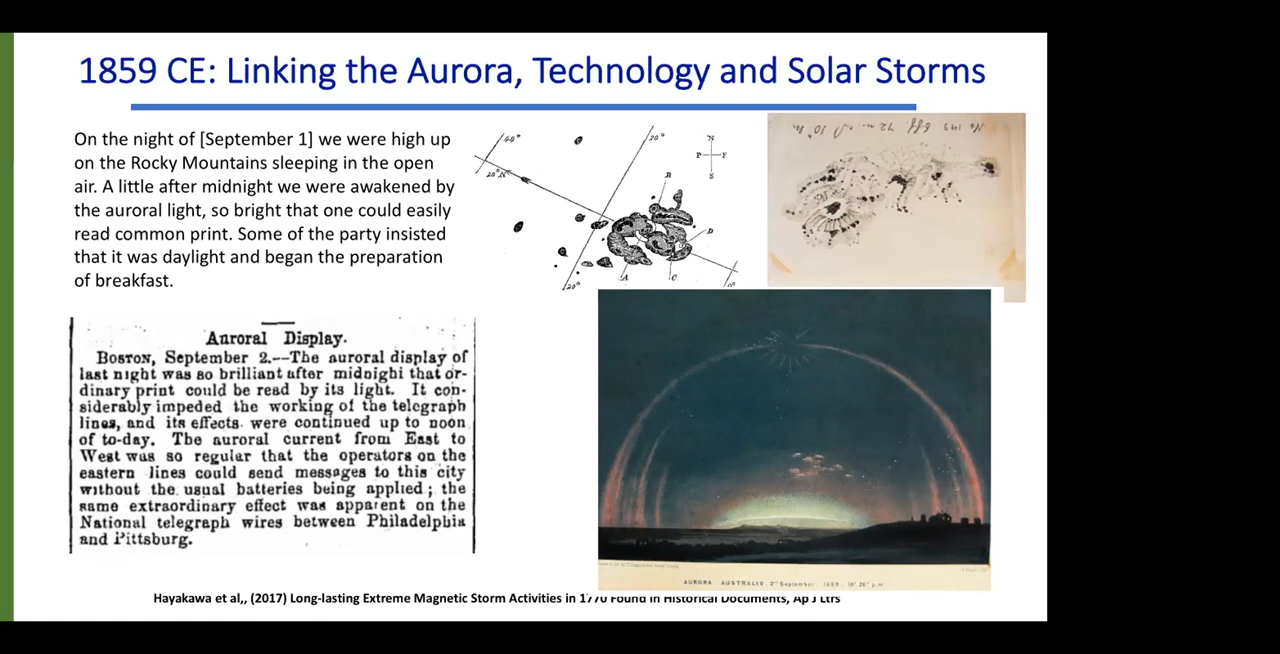 1859 CE: Linking the Aurora, Technology and Solar Storms
On the night of [September 1] we were high up
on the Rocky Mountains sleeping in the open
air. A little after midnight we were awakened by
the auroral light, so bright that one could easily
read common print. Some of the party insisted
that it was daylight and began the preparation
of breakfast.
20°
N
P
F
S
20°N
B
D
A
C
20°
Auroral Display.
BOSTON, September 2.--The auroral display of
last night was so brilliant after midnight that or-
dinary print could be read by its light. It con-
siderably impeded the working of the telegraph
lines, and its effects were continued up to noon
of to-day. The auroral current from East to
West was so regular that the operators on the
eastern lines could send messages to this city
without the usual batteries being applied; the
same extraordinary effect was apparent on the
National telegraph wires between Philadelphia
and Pittsburg.
AURORA AUSTRALIS. 2nd September, 1859, 10h 26m p.m.
Hayakawa et al,, (2017) Long-lasting Extreme Magnetic Storm Activities in 1770 Found in Historical Documents, Ap J Ltrs